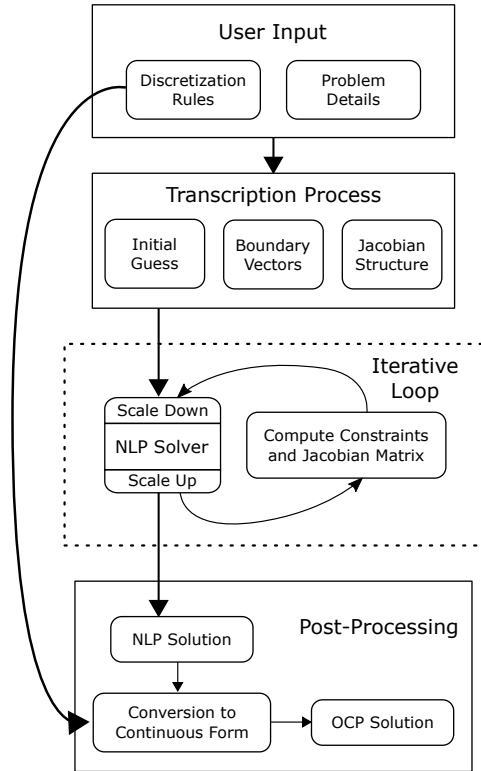 User Input
Discretization
Rules
Problem
Details
Transcription Process
Initial
Guess
Boundary
Vectors
Jacobian
Structure
Iterative
Loop
Scale Down
NLP Solver
Scale Up
Compute Constraints
and Jacobian Matrix
Post-Processing
NLP Solution
Conversion to
Continuous Form
OCP Solution